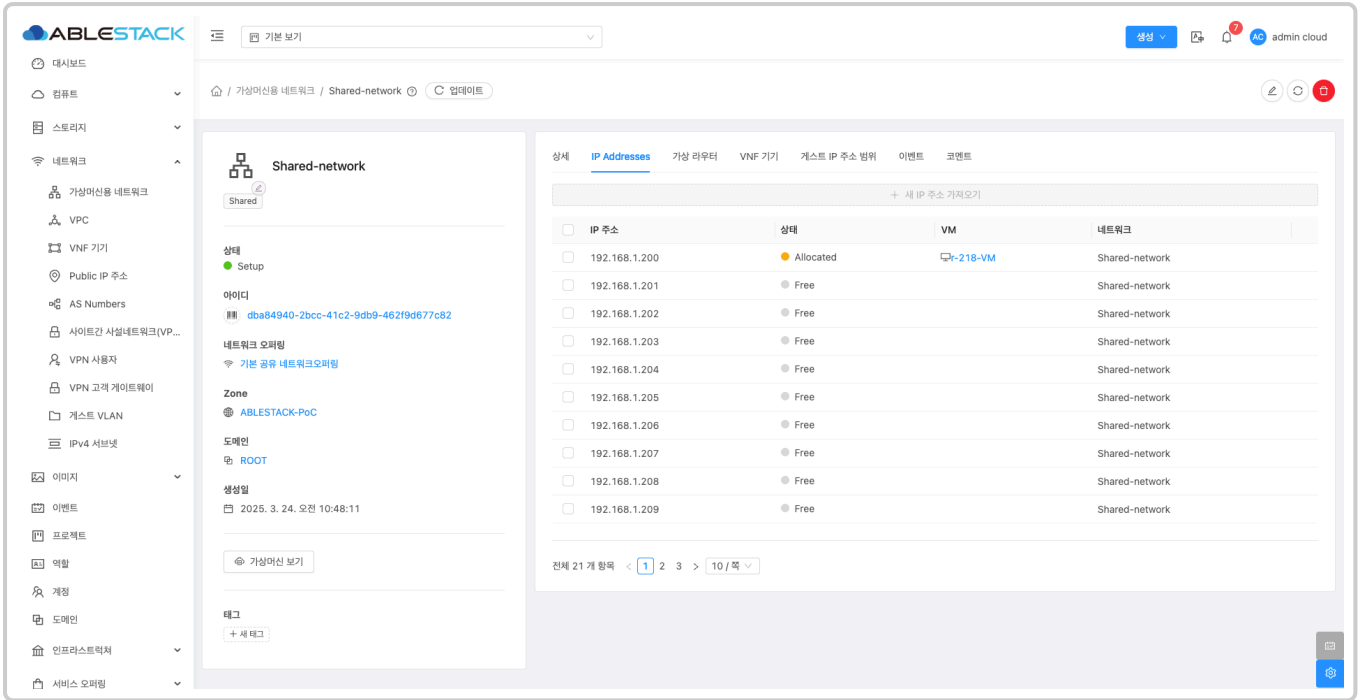 ABLESTACK
기본 보기
생성
7
AC
admin cloud
대시보드
컴퓨트
스토리지
네트워크
가상머신용 네트워크
VPC
VNF 기기
Public IP 주소
AS Numbers
사이트간 사설네트워크(VP...
VPN 사용자
VPN 고객 게이트웨이
게스트 VLAN
IPv4 서브넷
이미지
이벤트
프로젝트
역할
계정
도메인
인프라스트럭쳐
서비스 오퍼링
/ 가상머신용 네트워크 / Shared-network
업데이트
Shared-network
Shared
상태
Setup
아이디
dba84940-2bcc-41c2-9db9-462f9d677c82
네트워크 오퍼링
기본 공유 네트워크오퍼링
Zone
ABLESTACK-PoC
도메인
ROOT
생성일
2025. 3. 24. 오전 10:48:11
가상머신 보기
태그
+ 새 태그
상세 IP Addresses 가상 라우터 VNF 기기 게스트 IP 주소 범위 이벤트 코멘트
+ 새 IP 주소 가져오기
IP 주소 상태 VM 네트워크
192.168.1.200 Allocated r-218-VM Shared-network
192.168.1.201 Free Shared-network
192.168.1.202 Free Shared-network
192.168.1.203 Free Shared-network
192.168.1.204 Free Shared-network
192.168.1.205 Free Shared-network
192.168.1.206 Free Shared-network
192.168.1.207 Free Shared-network
192.168.1.208 Free Shared-network
192.168.1.209 Free Shared-network
전체 21 개 항목 < 1 2 3 > 10 / 쪽